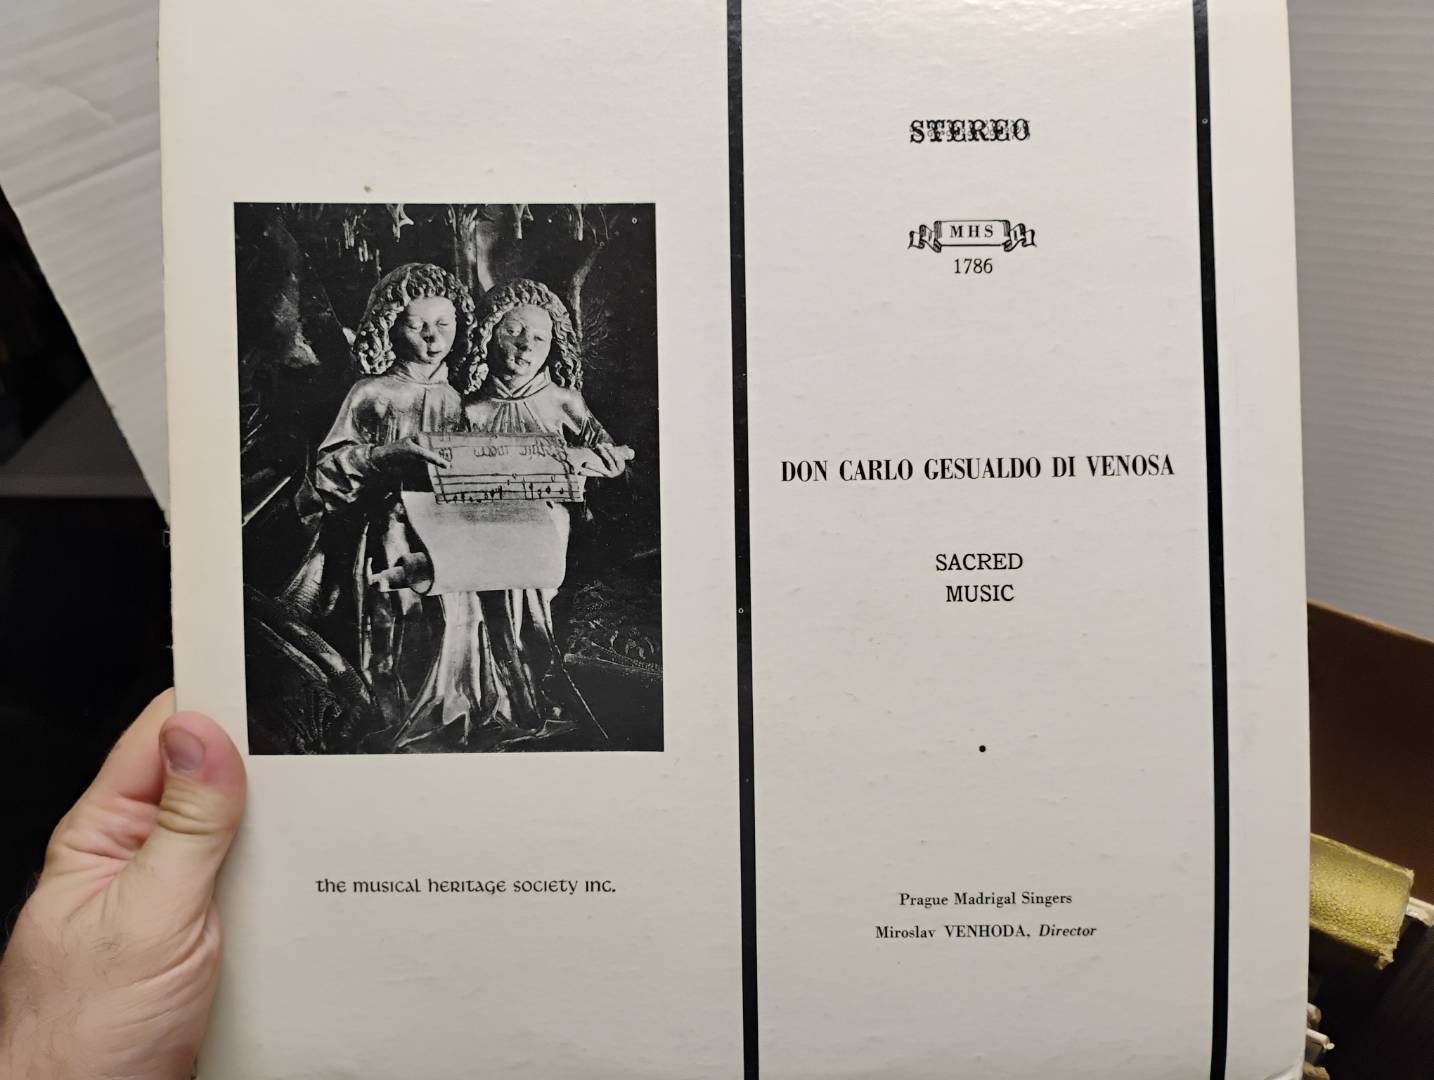 the musical heritage society inc.
STEREO
MHS
1786
DON CARLO GESUALDO DI VENOSA
SACRED
MUSIC
Prague Madrigal Singers
Miroslav VENHODA, Director